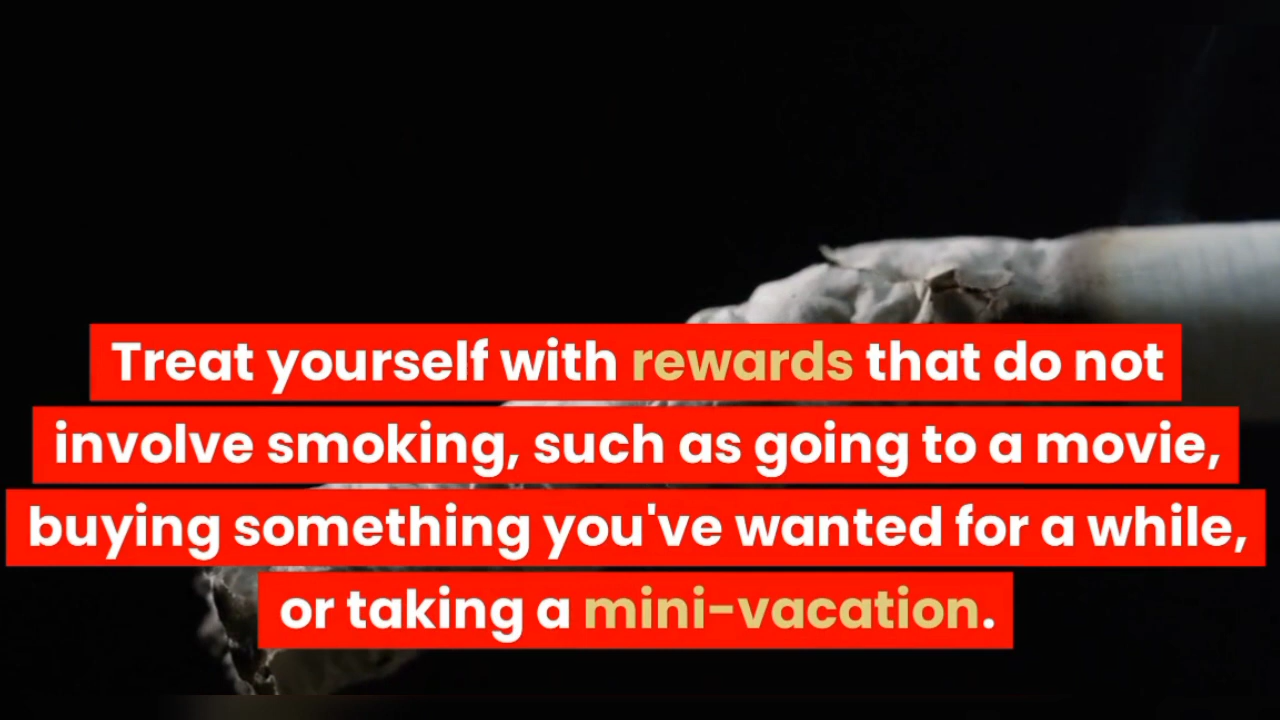 Treat yourself with rewards that do not
involve smoking, such as going to a movie,
buying something you've wanted for a while,
or taking a mini-vacation.